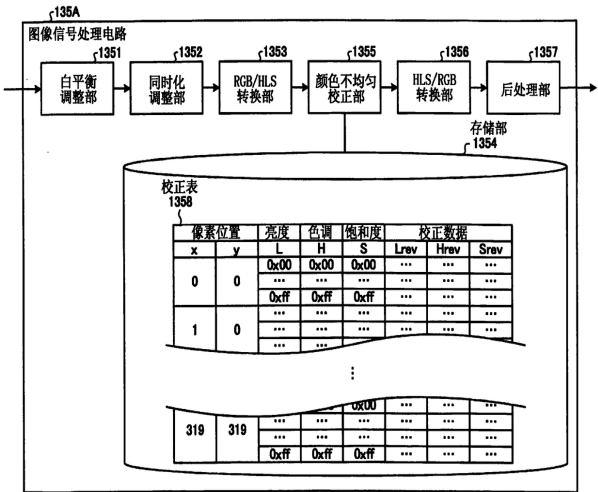 135A
图像信号处理电路
1351 1352 1353 1355 1356 1357
白平衡 同时化 RGB/HLS 颜色不均匀 HLS/RGB 后处理部
调整部 调整部 转换部 校正部 转换部
存储部
1354
校正表
1358
像素位置 亮度 色调 饱和度 校正数据
x y L H S Lrev Hrev Srev
0x00 0x00 0x00 ... ... ...
0 0 ... ... ... ... ... ...
0xff 0xff 0xff ... ... ...
... ... ... ... ... ...
1 0 ... ... ... ... ... ...
... ... ... ... ...
⋮
0x00 ... ... ...
319 319 ... ... ... ... ... ...
... ... ... ... ... ...
0xff 0xff 0xff ... ... ...